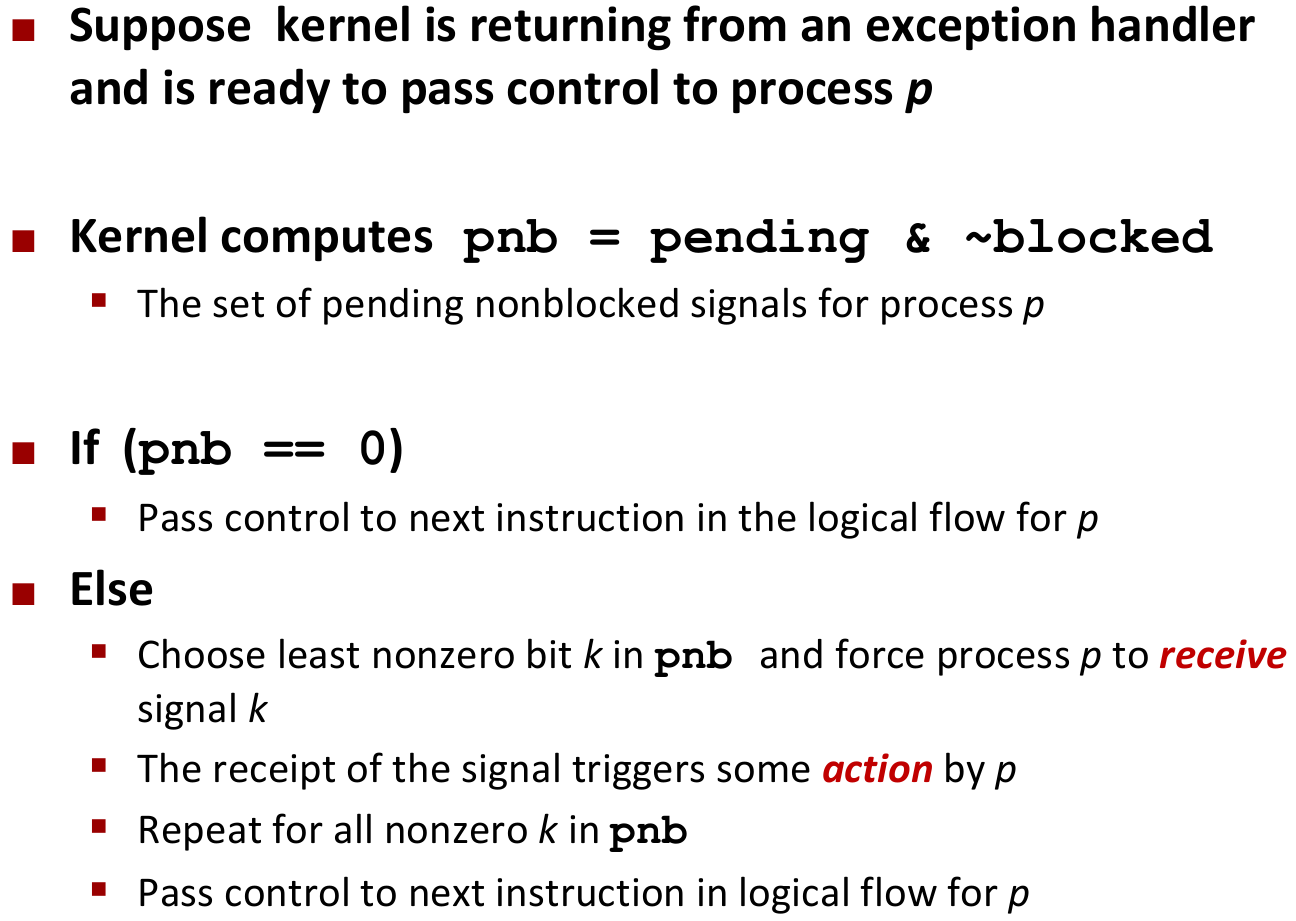 ■ Suppose kernel is returning from an exception handler
and is ready to pass control to process p
■ Kernel computes pnb = pending & ~blocked
▪ The set of pending nonblocked signals for process p
■ If (pnb == 0)
▪ Pass control to next instruction in the logical flow for p
■ Else
▪ Choose least nonzero bit k in pnb and force process p to receive
signal k
▪ The receipt of the signal triggers some action by p
▪ Repeat for all nonzero k in pnb
▪ Pass control to next instruction in logical flow for p